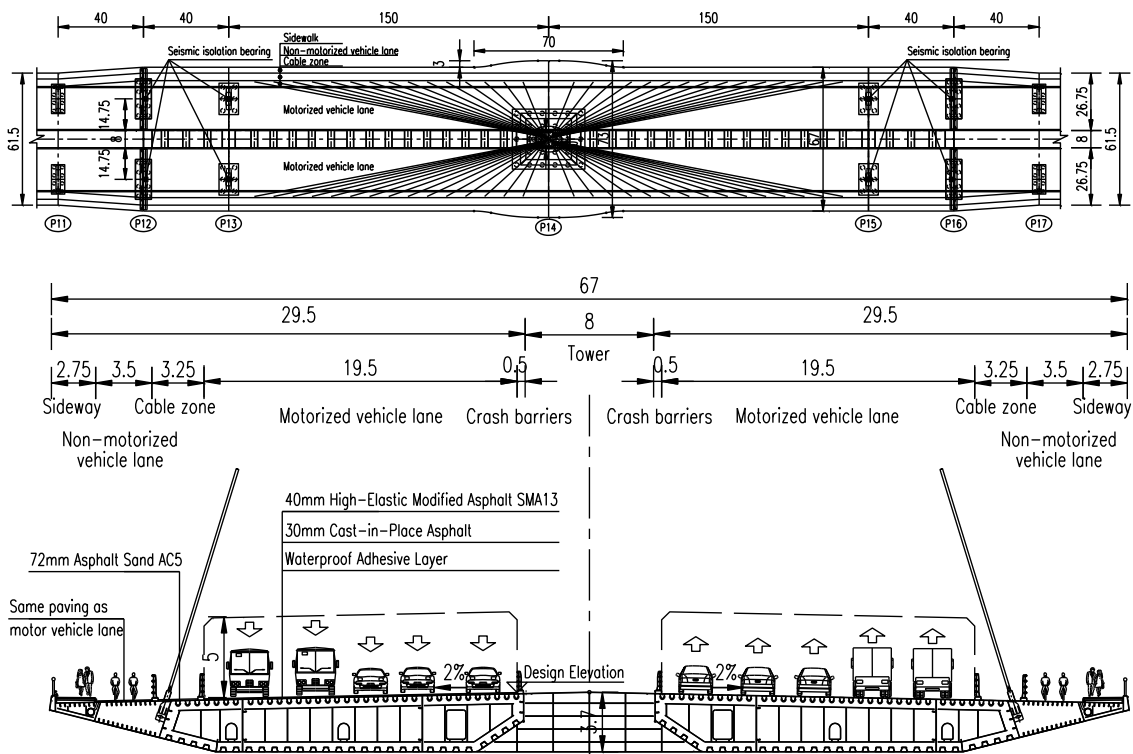 40 40 150 150 40 40
70
Sidewalk
Seismic isolation bearing
Non-motorized vehicle lane
Cable zone
3
Seismic isolation bearing
Motorized vehicle lane
61.5 14.75 8 14.75
73 67
26.75 8 26.75 61.5
Motorized vehicle lane
P11 P12 P13 P14 P15 P16 P17
67
29.5 8 29.5
Tower
2.75 3.5 3.25 19.5 0.5 0.5 19.5 3.25 3.5 2.75
Sideway Cable zone Motorized vehicle lane Crash barriers Crash barriers Motorized vehicle lane Cable zone Sideway
Non-motorized
vehicle lane
Non-motorized
vehicle lane
40mm High-Elastic Modified Asphalt SMA13
30mm Cast-in-Place Asphalt
Waterproof Adhesive Layer
72mm Asphalt Sand AC5
Same paving as
motor vehicle lane
5
2% Design Elevation 2%
3.7